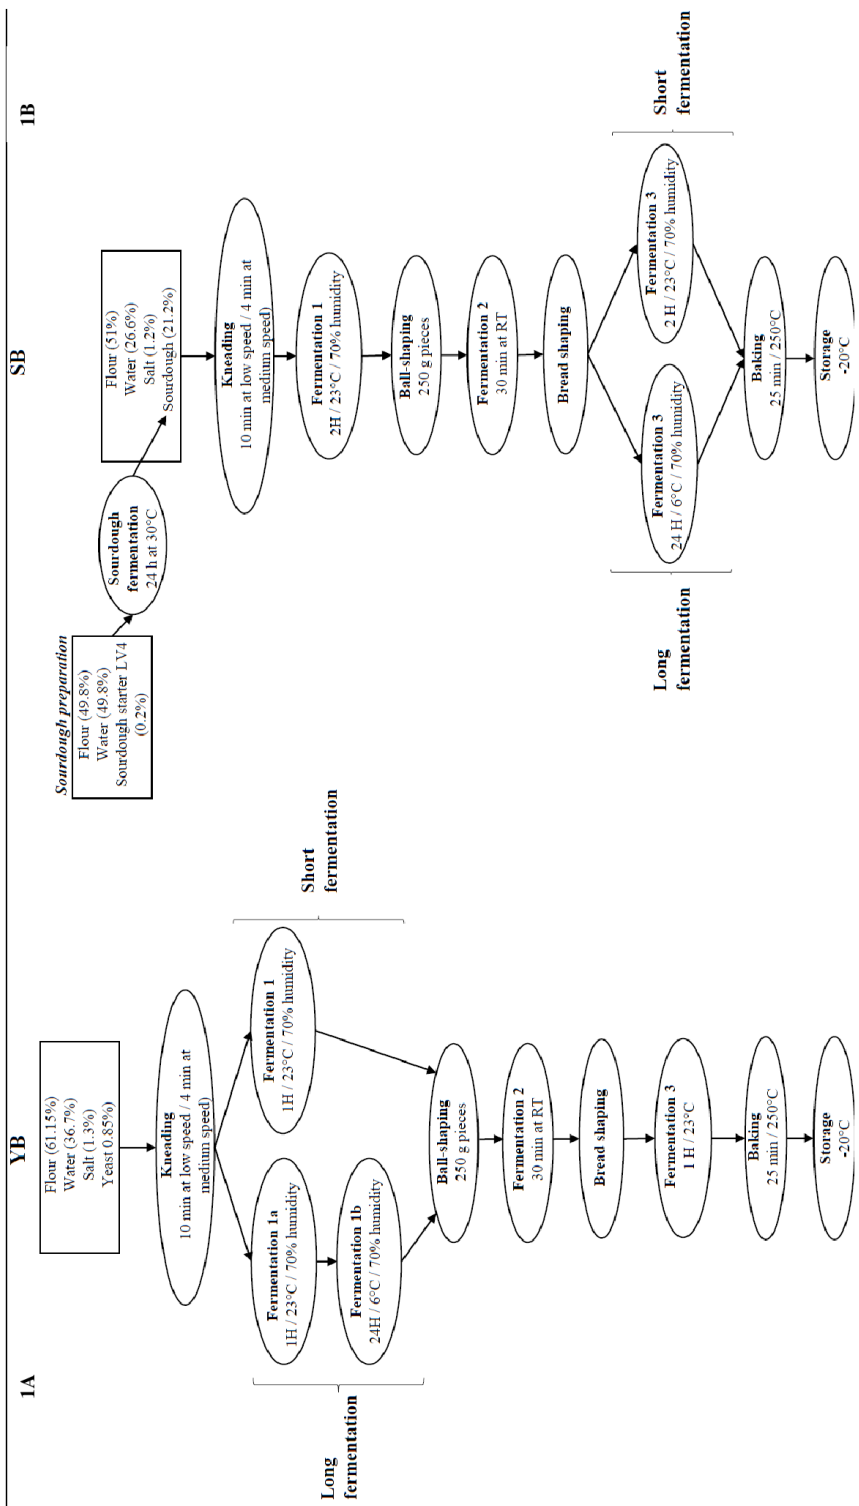 1A
YB
Flour (61.15%)
Water (36.7%)
Salt (1.3%)
Yeast 0.85%)
Kneading
10 min at low speed / 4 min at
medium speed)
Long
fermentation
Fermentation 1a
1H / 23°C / 70% humidity
Fermentation 1b
24H / 6°C / 70% humidity
Fermentation 1
1H / 23°C / 70% humidity
Short
fermentation
Ball-shaping
250 g pieces
Fermentation 2
30 min at RT
Bread shaping
Fermentation 3
1 H / 23°C
Baking
25 min / 250°C
Storage
-20°C
SB
1B
Sourdough preparation
Flour (49.8%)
Water (49.8%)
Sourdough starter LV4
(0.2%)
Sourdough
fermentation
24 h at 30°C
Flour (51%)
Water (26.6%)
Salt (1.2%)
Sourdough (21.2%)
Kneading
10 min at low speed / 4 min at
medium speed)
Fermentation 1
2H / 23°C / 70% humidity
Ball-shaping
250 g pieces
Fermentation 2
30 min at RT
Bread shaping
Long
fermentation
Fermentation 3
24 H / 6°C / 70% humidity
Fermentation 3
2 H / 23°C / 70% humidity
Short
fermentation
Baking
25 min / 250°C
Storage
-20°C